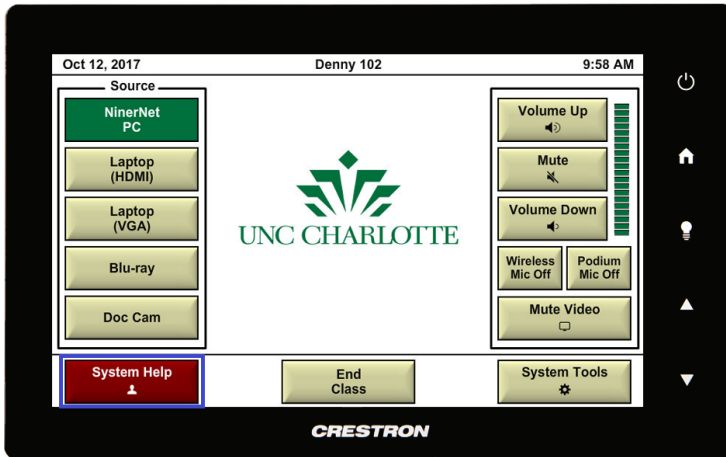 Oct 12, 2017 Denny 102 9:58 AM
Source
NinerNet
PC
Laptop
(HDMI)
Laptop
(VGA)
Blu-ray
Doc Cam
UNC CHARLOTTE
Volume Up
Mute
Volume Down
Wireless
Mic Off
Podium
Mic Off
Mute Video
System Help
End
Class
System Tools
CRESTRON